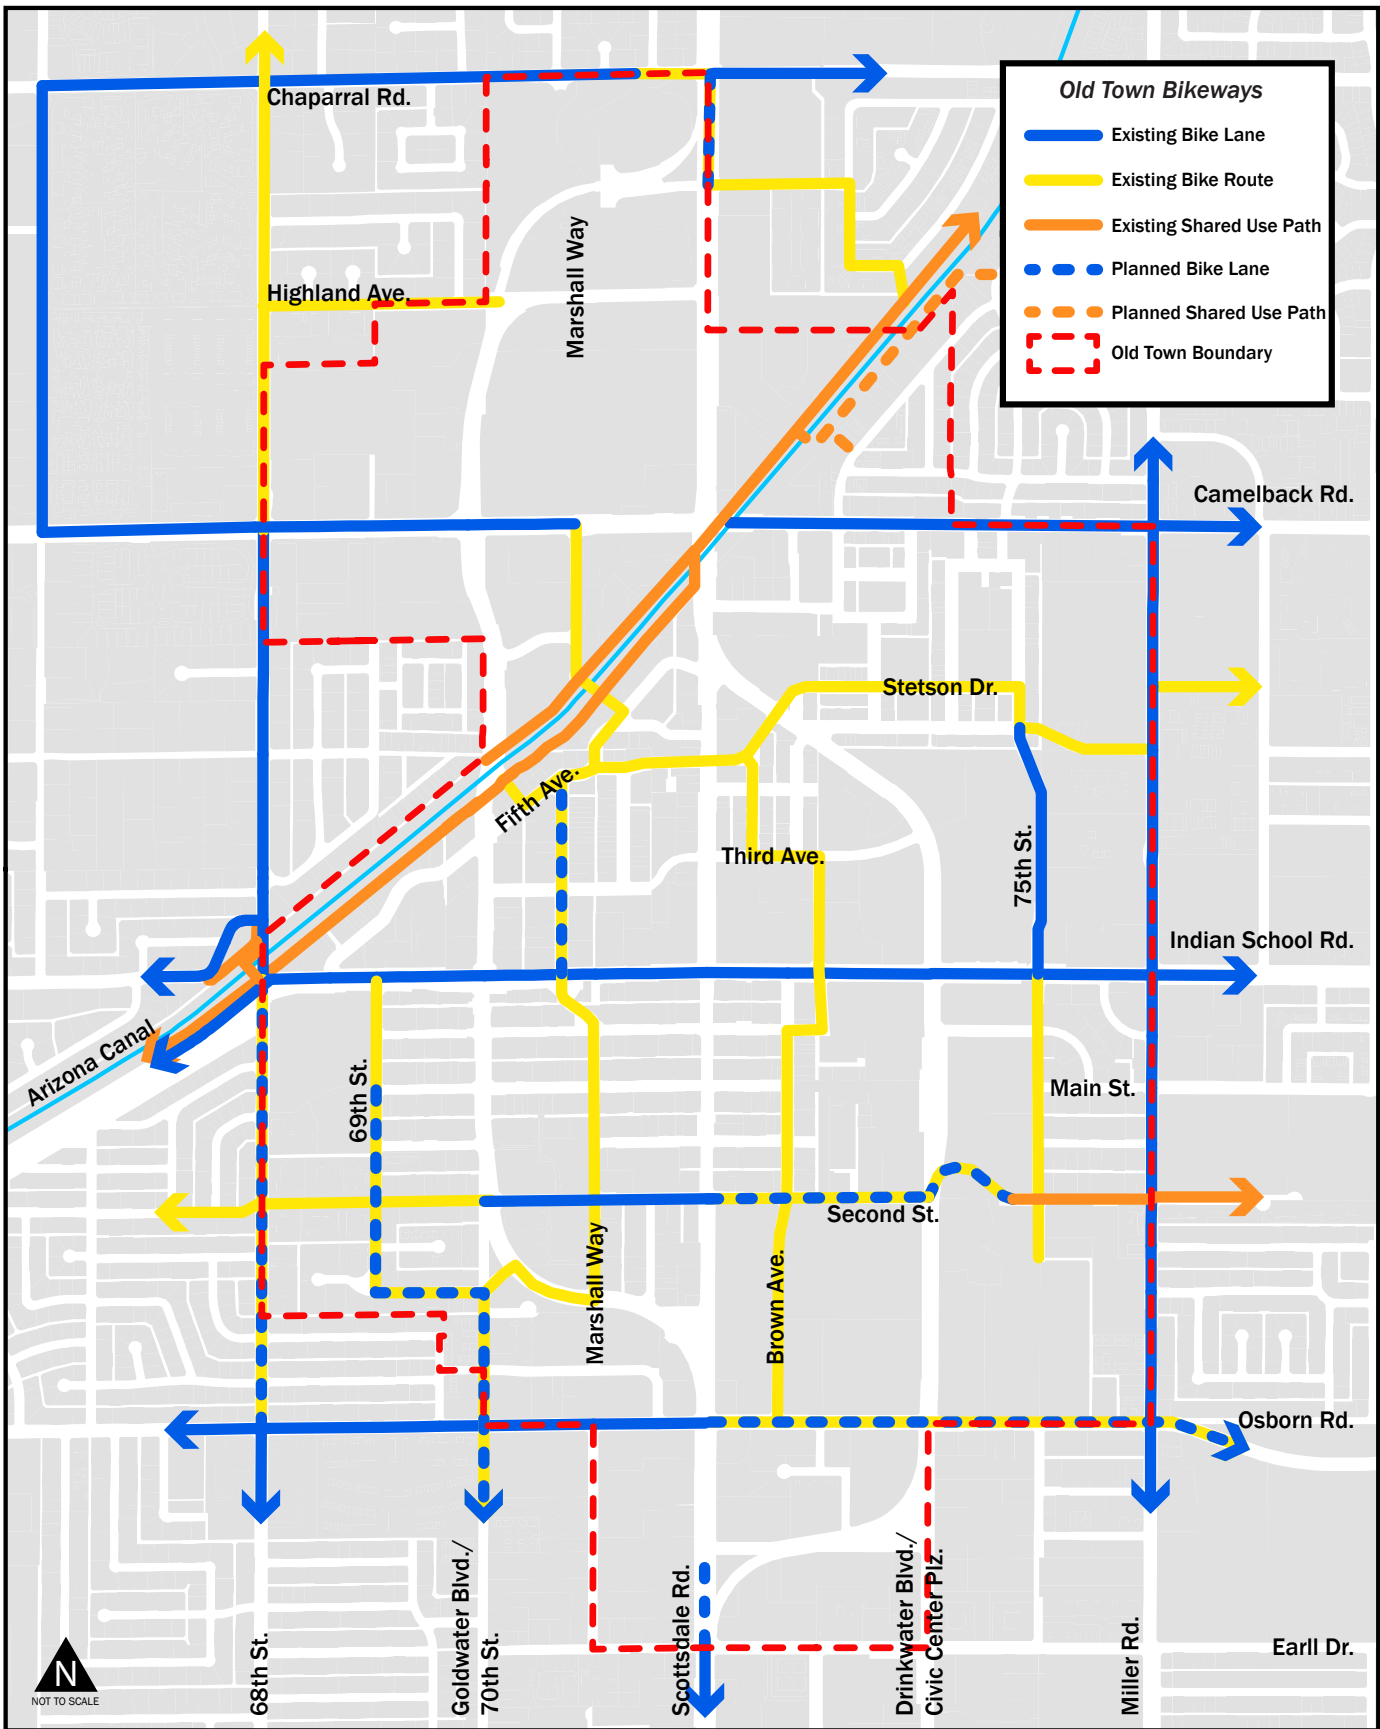 Old Town Bikeways
Existing Bike Lane
Existing Bike Route
Existing Shared Use Path
Planned Bike Lane
Planned Shared Use Path
Old Town Boundary
Chaparral Rd.
Marshall Way
Highland Ave.
Camelback Rd.
Stetson Dr.
Fifth Ave.
Third Ave.
75th St.
Indian School Rd.
Arizona Canal
69th St.
Main St.
Second St.
Marshall Way
Brown Ave.
Osborn Rd.
68th St.
Goldwater Blvd./
70th St.
Scottsdale Rd.
Drinkwater Blvd./
Civic Center Plz.
Miller Rd.
Earll Dr.
N
NOT TO SCALE